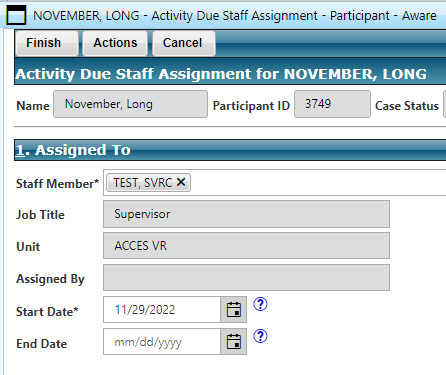 NOVEMBER, LONG - Activity Due Staff Assignment - Participant - Aware
Finish Actions Cancel
Activity Due Staff Assignment for NOVEMBER, LONG
Name November, Long Participant ID 3749 Case Status
1. Assigned To
Staff Member* TEST, SVRC ✕
Job Title Supervisor
Unit ACCES VR
Assigned By
Start Date* 11/29/2022 ?
End Date mm/dd/yyyy ?